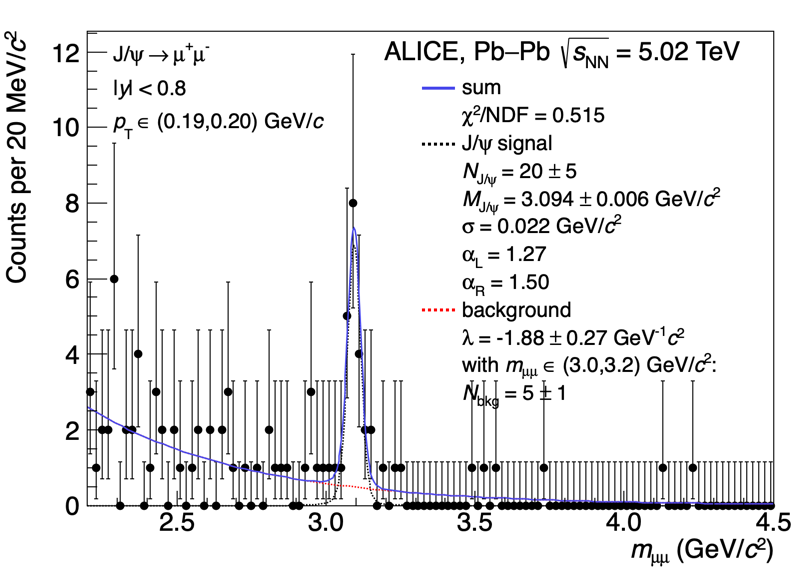 Counts per 20 MeV/c²
12
10
8
6
4
2
0
J/ψ → μ⁺μ⁻
|y| < 0.8
p_T ∈ (0.19,0.20) GeV/c
ALICE, Pb–Pb √s_NN = 5.02 TeV
sum
χ²/NDF = 0.515
J/ψ signal
N_J/ψ = 20 ± 5
M_J/ψ = 3.094 ± 0.006 GeV/c²
σ = 0.022 GeV/c²
α_L = 1.27
α_R = 1.50
background
λ = -1.88 ± 0.27 GeV⁻¹c²
with m_μμ ∈ (3.0,3.2) GeV/c²:
N_bkg = 5 ± 1
2.5 3.0 3.5 4.0 4.5
m_μμ (GeV/c²)